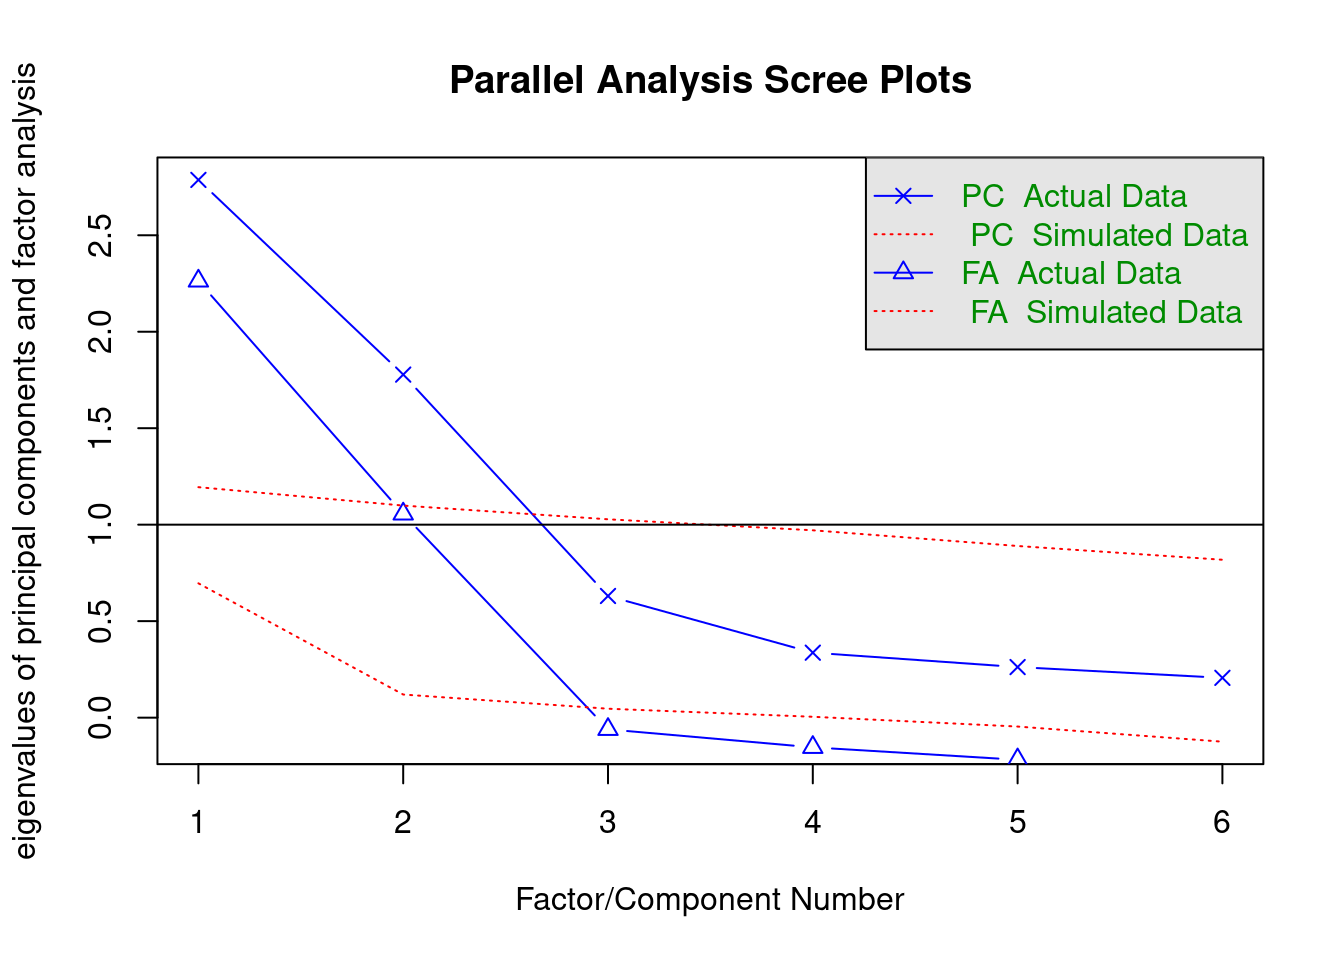 Parallel Analysis Scree Plots
eigenvalues of principal components and factor analysis
PC  Actual Data
PC  Simulated Data
FA  Actual Data
FA  Simulated Data
2.5
2.0
1.5
1.0
0.5
0.0
1 2 3 4 5 6
Factor/Component Number